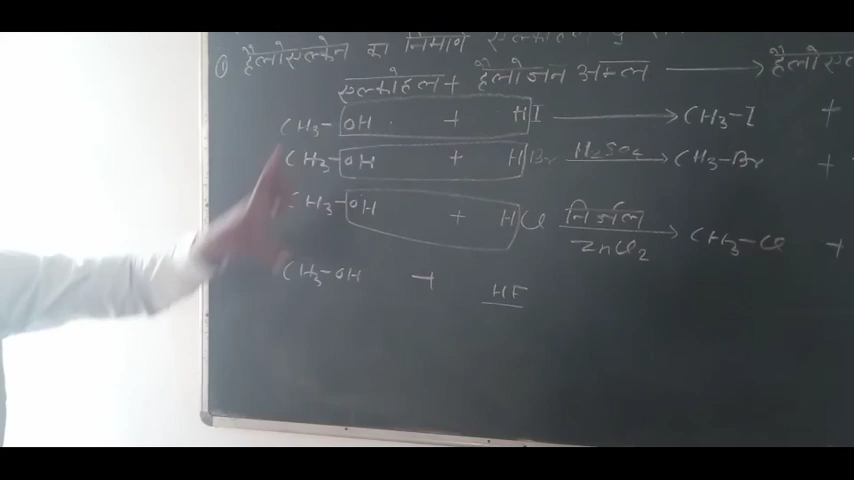 ① हैलोएल्केन का निर्माण
एल्कोहल + हैलोजन अम्ल ⟶ हैलोएल
CH₃-OH + HI ⟶ CH₃-I +
CH₃-OH + HBr H₂SO₄⟶ CH₃-Br +
CH₃-OH + HCl निर्जल ZnCl₂⟶ CH₃-Cl +
CH₃-OH + HF